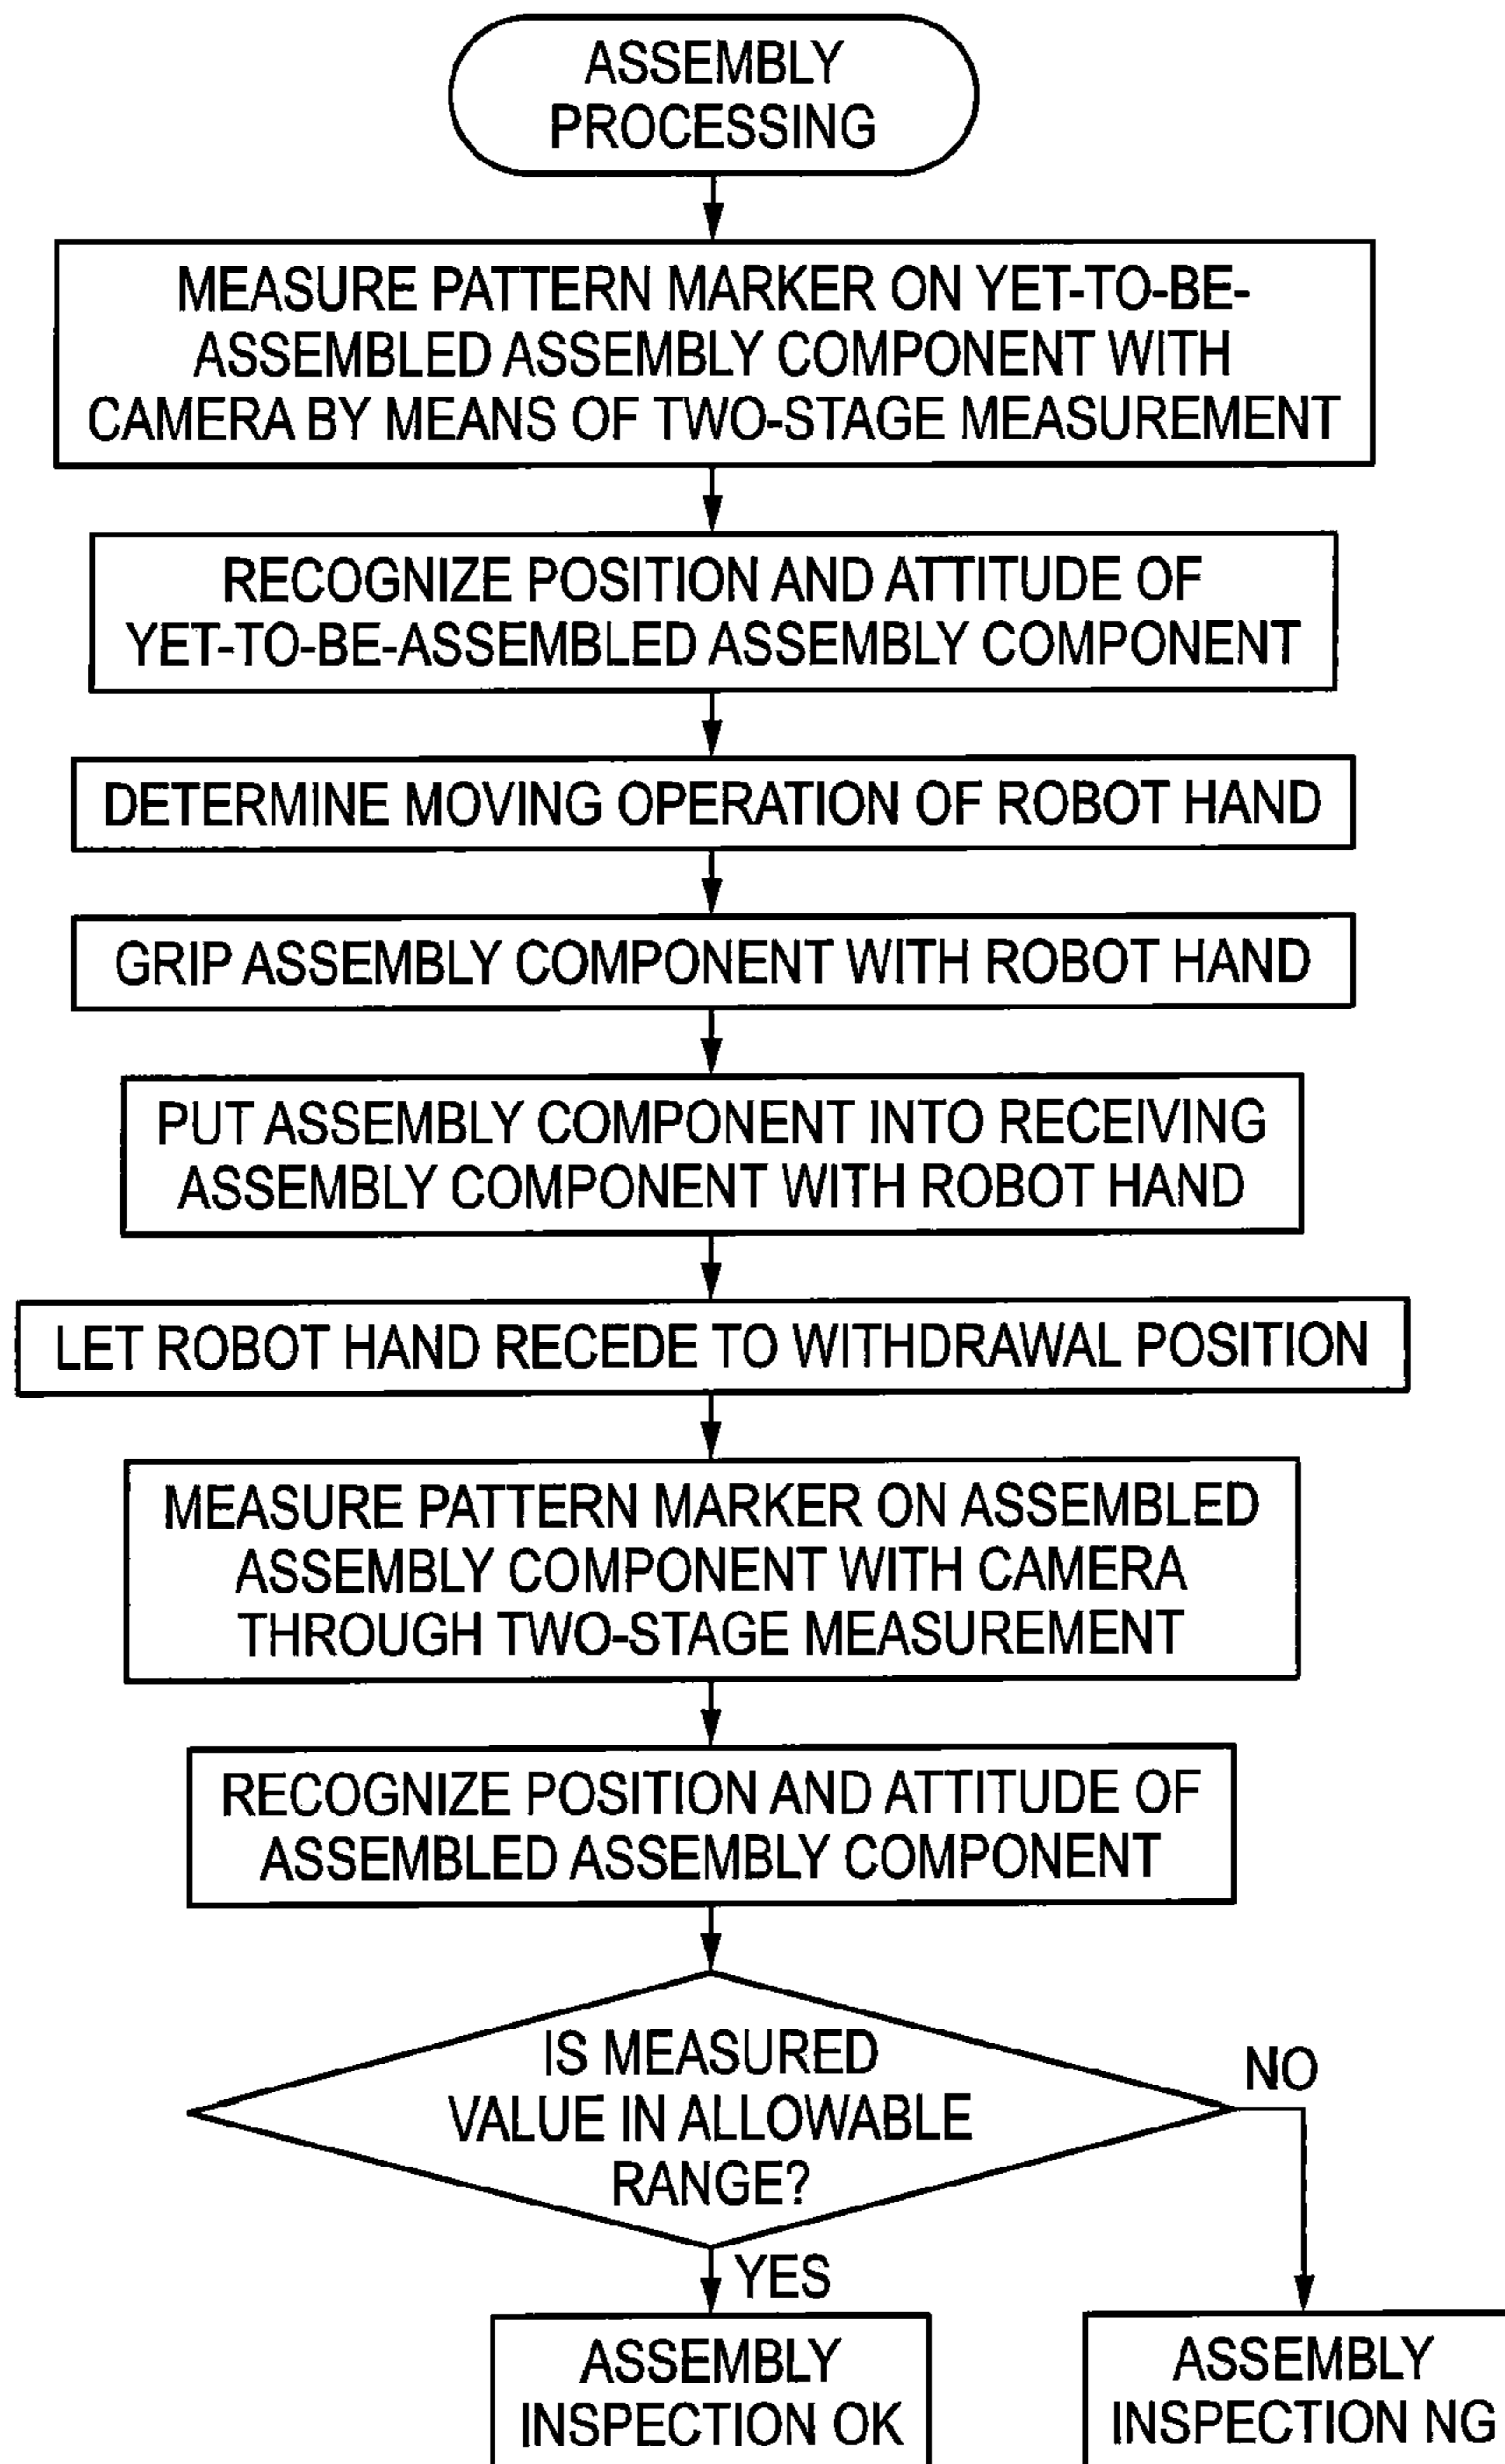 ASSEMBLY
PROCESSING
MEASURE PATTERN MARKER ON YET-TO-BE-
ASSEMBLED ASSEMBLY COMPONENT WITH
CAMERA BY MEANS OF TWO-STAGE MEASUREMENT
RECOGNIZE POSITION AND ATTITUDE OF
YET-TO-BE-ASSEMBLED ASSEMBLY COMPONENT
DETERMINE MOVING OPERATION OF ROBOT HAND
GRIP ASSEMBLY COMPONENT WITH ROBOT HAND
PUT ASSEMBLY COMPONENT INTO RECEIVING
ASSEMBLY COMPONENT WITH ROBOT HAND
LET ROBOT HAND RECEDE TO WITHDRAWAL POSITION
MEASURE PATTERN MARKER ON ASSEMBLED
ASSEMBLY COMPONENT WITH CAMERA
THROUGH TWO-STAGE MEASUREMENT
RECOGNIZE POSITION AND ATTITUDE OF
ASSEMBLED ASSEMBLY COMPONENT
IS MEASURED
VALUE IN ALLOWABLE
RANGE?
NO
YES
ASSEMBLY
INSPECTION OK
ASSEMBLY
INSPECTION NG